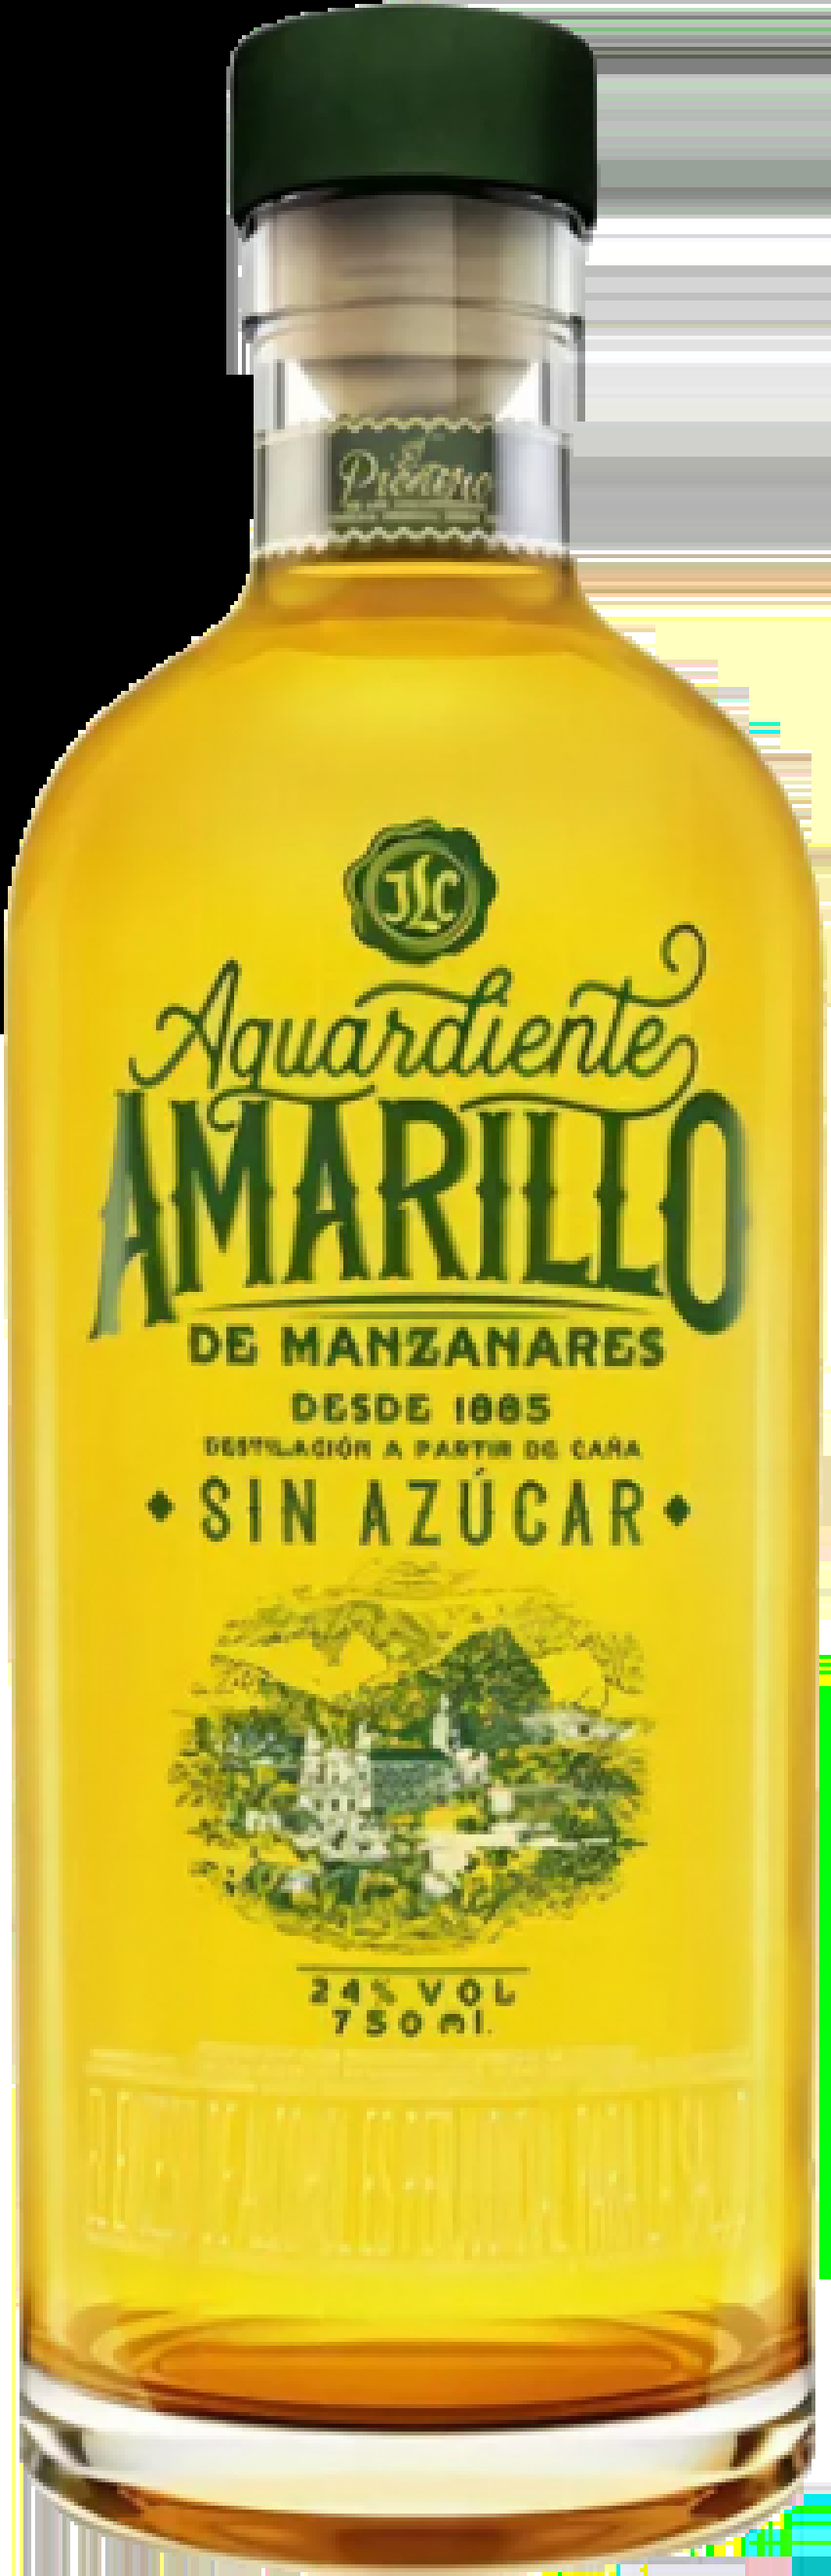 JLC
Aguardiente
AMARILLO
DE MANZANARES
DESDE 1885
DESTILACIÓN A PARTIR DE CAÑA
SIN AZÚCAR
24% VOL
750 ml.